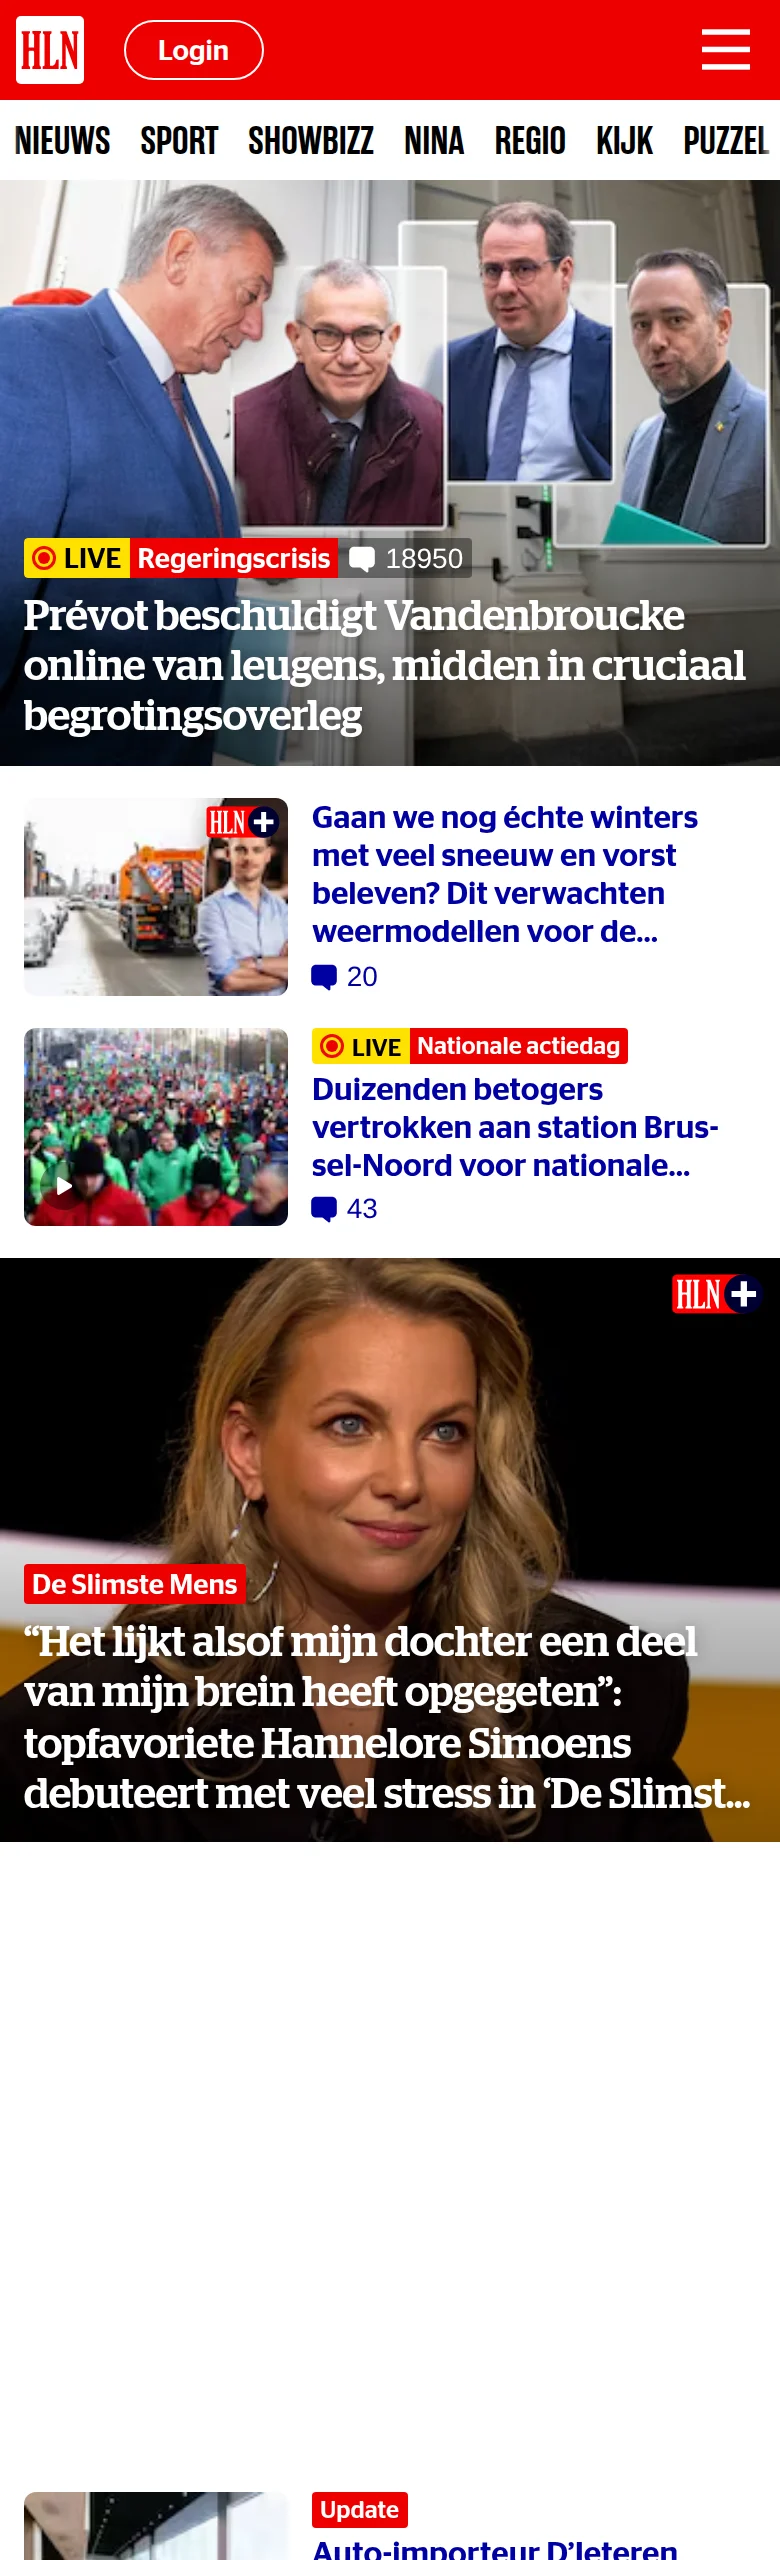 HLN
Login
NIEUWS SPORT SHOWBIZZ NINA REGIO KIJK PUZZEL
LIVE Regeringscrisis 18950
Prévot beschuldigt Vandenbroucke
online van leugens, midden in cruciaal
begrotingsoverleg
HLN+
Gaan we nog échte winters
met veel sneeuw en vorst
beleven? Dit verwachten
weermodellen voor de...
20
LIVE Nationale actiedag
Duizenden betogers
vertrokken aan station Brus-
sel-Noord voor nationale...
43
HLN+
De Slimste Mens
“Het lijkt alsof mijn dochter een deel
van mijn brein heeft opgegeten”:
topfavoriete Hannelore Simoens
debuteert met veel stress in ‘De Slimst...
Update
Auto-importeur D’Ieteren